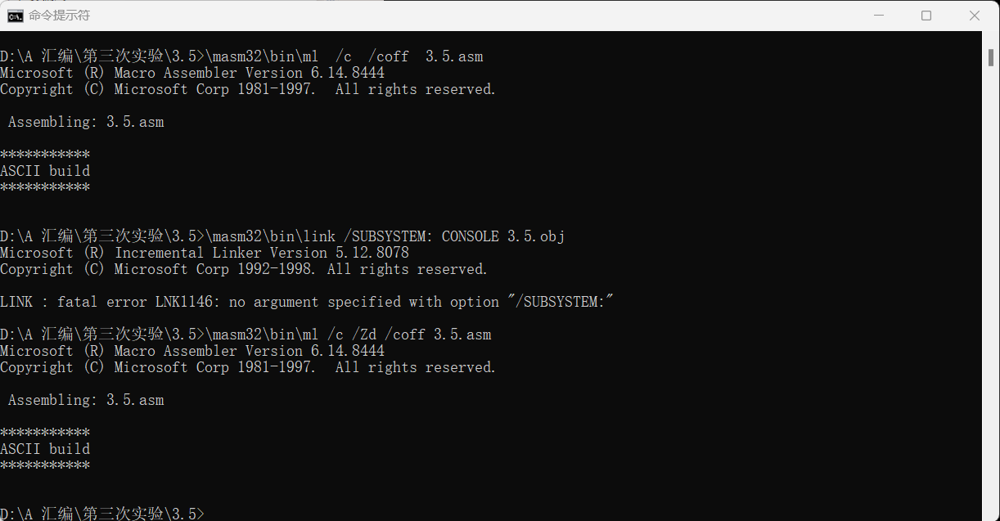 命令提示符
D:\A 汇编\第三次实验\3.5>\masm32\bin\ml  /c  /coff  3.5.asm
Microsoft (R) Macro Assembler Version 6.14.8444
Copyright (C) Microsoft Corp 1981-1997.  All rights reserved.
 Assembling: 3.5.asm
***********
ASCII build
***********
D:\A 汇编\第三次实验\3.5>\masm32\bin\link /SUBSYSTEM: CONSOLE 3.5.obj
Microsoft (R) Incremental Linker Version 5.12.8078
Copyright (C) Microsoft Corp 1992-1998. All rights reserved.
LINK : fatal error LNK1146: no argument specified with option "/SUBSYSTEM:"
D:\A 汇编\第三次实验\3.5>\masm32\bin\ml /c /Zd /coff 3.5.asm
Microsoft (R) Macro Assembler Version 6.14.8444
Copyright (C) Microsoft Corp 1981-1997.  All rights reserved.
 Assembling: 3.5.asm
***********
ASCII build
***********
D:\A 汇编\第三次实验\3.5>